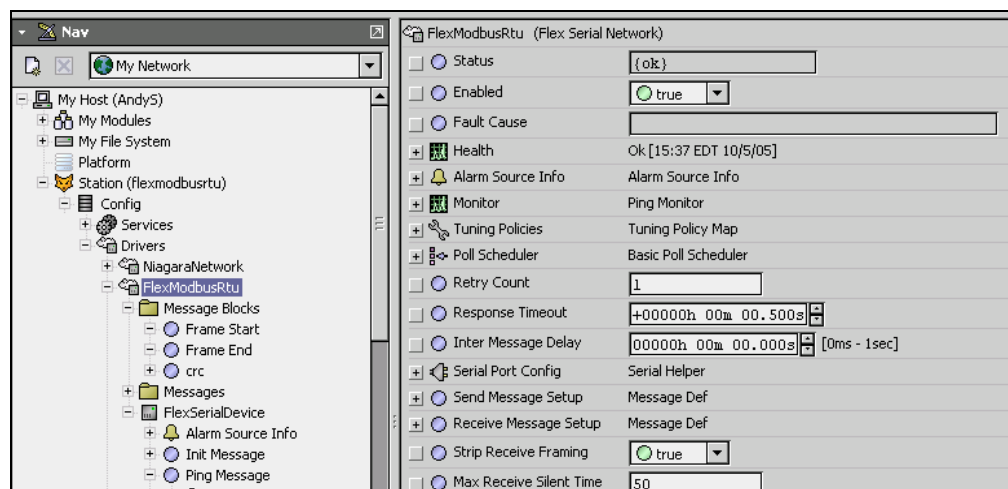 Nav
My Network
My Host (AndyS)
My Modules
My File System
Platform
Station (flexmodbusrtu)
Config
Services
Drivers
NiagaraNetwork
FlexModbusRtu
Message Blocks
Frame Start
Frame End
crc
Messages
FlexSerialDevice
Alarm Source Info
Init Message
Ping Message
FlexModbusRtu (Flex Serial Network)
Status {ok}
Enabled true
Fault Cause
Health Ok [15:37 EDT 10/5/05]
Alarm Source Info Alarm Source Info
Monitor Ping Monitor
Tuning Policies Tuning Policy Map
Poll Scheduler Basic Poll Scheduler
Retry Count 1
Response Timeout +00000h 00m 00.500s
Inter Message Delay 00000h 00m 00.000s [0ms - 1sec]
Serial Port Config Serial Helper
Send Message Setup Message Def
Receive Message Setup Message Def
Strip Receive Framing true
Max Receive Silent Time 50